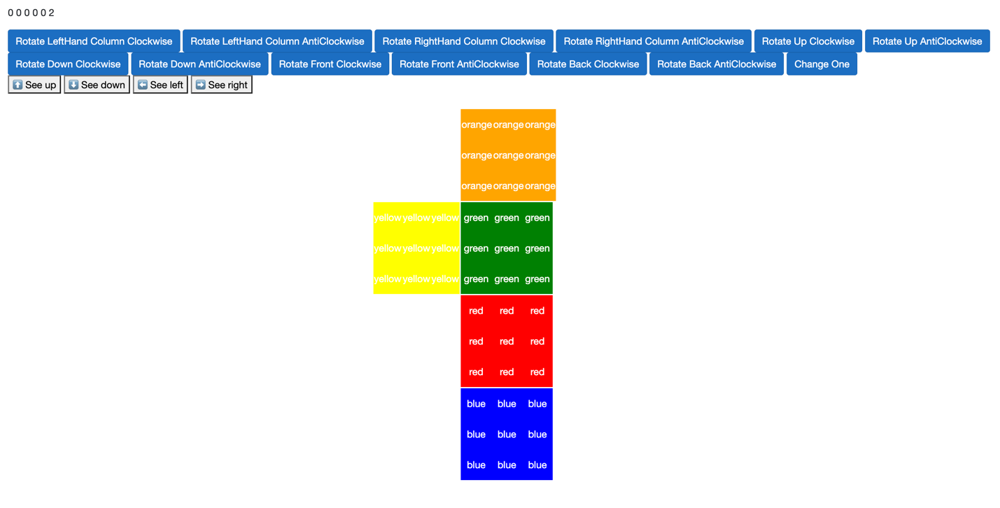 0 0 0 0 0 2
Rotate LeftHand Column Clockwise Rotate LeftHand Column AntiClockwise Rotate RightHand Column Clockwise Rotate RightHand Column AntiClockwise Rotate Up Clockwise Rotate Up AntiClockwise
Rotate Down Clockwise Rotate Down AntiClockwise Rotate Front Clockwise Rotate Front AntiClockwise Rotate Back Clockwise Rotate Back AntiClockwise Change One
⬆️ See up ⬇️ See down ⬅️ See left ➡️ See right
orange orange orange
orange orange orange
orange orange orange
yellow yellow yellow green green green
yellow yellow yellow green green green
yellow yellow yellow green green green
red red red
red red red
red red red
blue blue blue
blue blue blue
blue blue blue